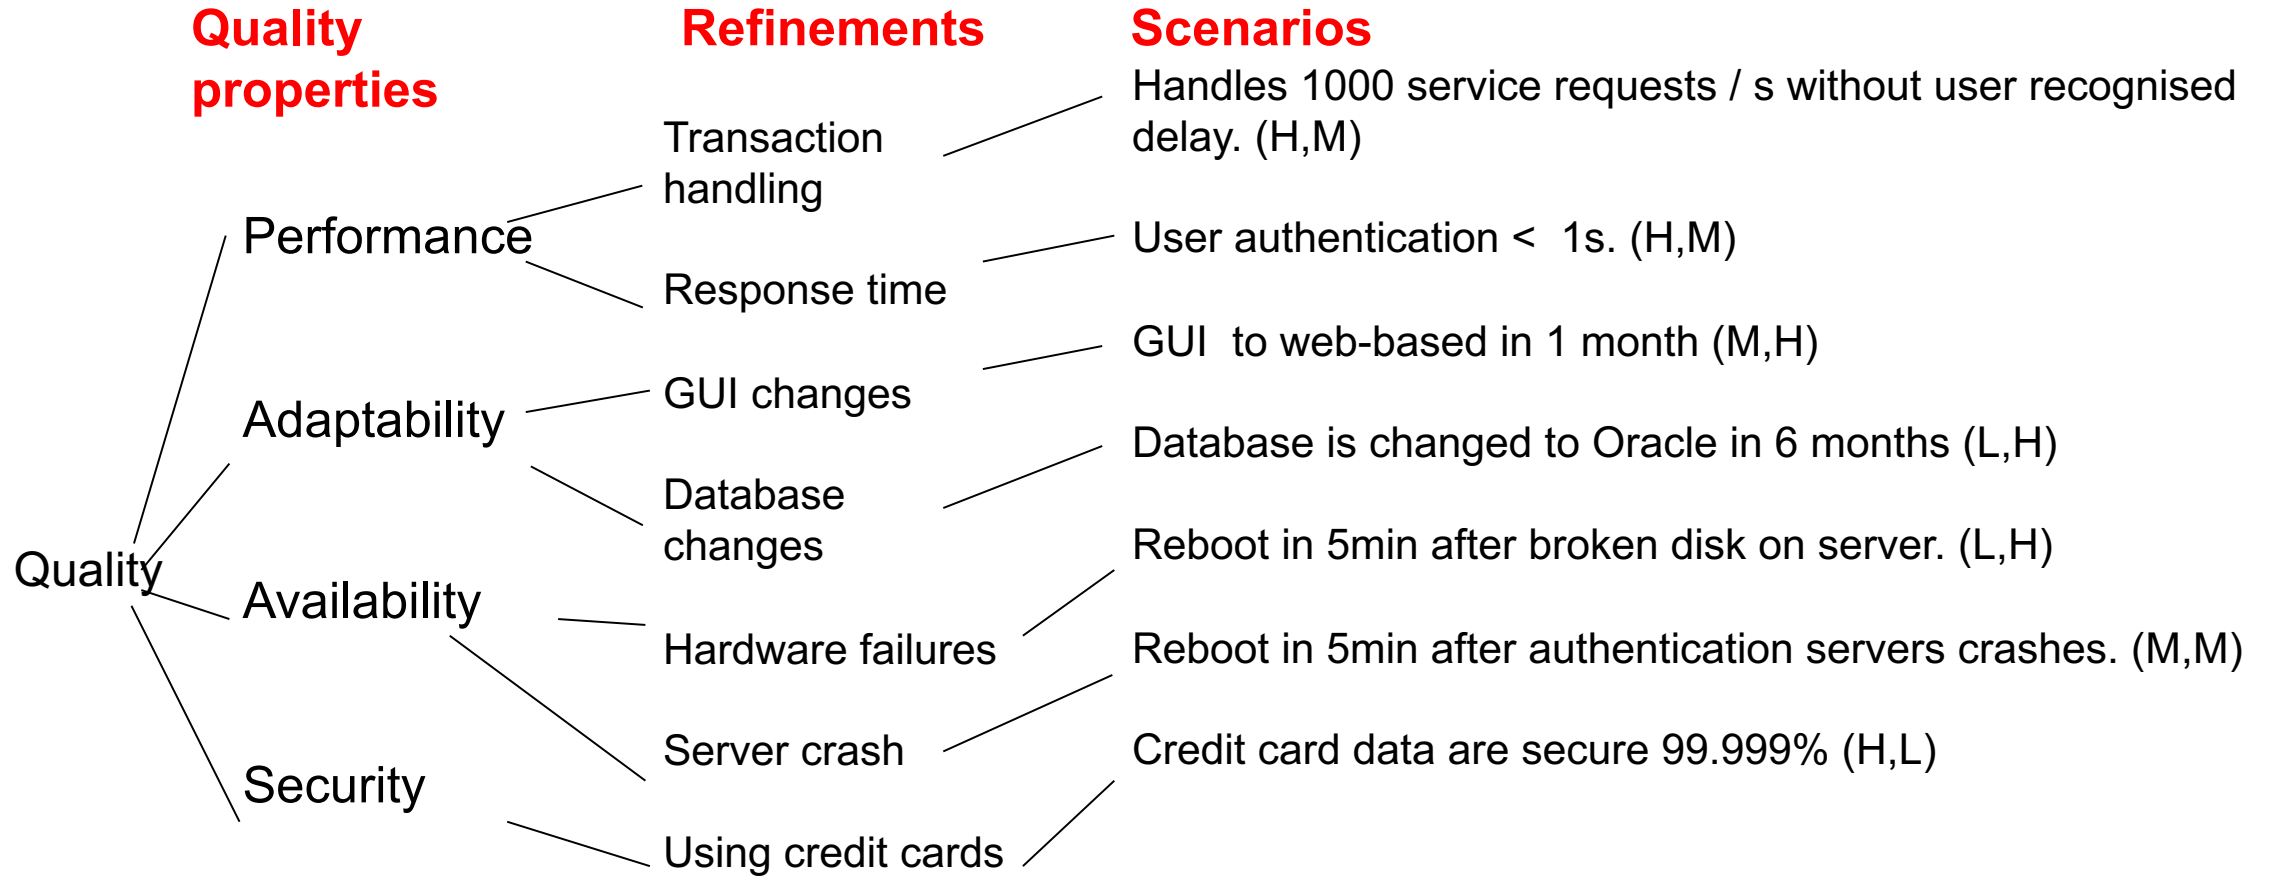 Quality
properties
Refinements
Scenarios
Handles 1000 service requests / s without user recognised
delay. (H,M)
Transaction
handling
Performance
User authentication < 1s. (H,M)
Response time
GUI to web-based in 1 month (M,H)
GUI changes
Adaptability
Database is changed to Oracle in 6 months (L,H)
Database
changes
Quality
Reboot in 5min after broken disk on server. (L,H)
Availability
Hardware failures
Reboot in 5min after authentication servers crashes. (M,M)
Server crash
Credit card data are secure 99.999% (H,L)
Security
Using credit cards